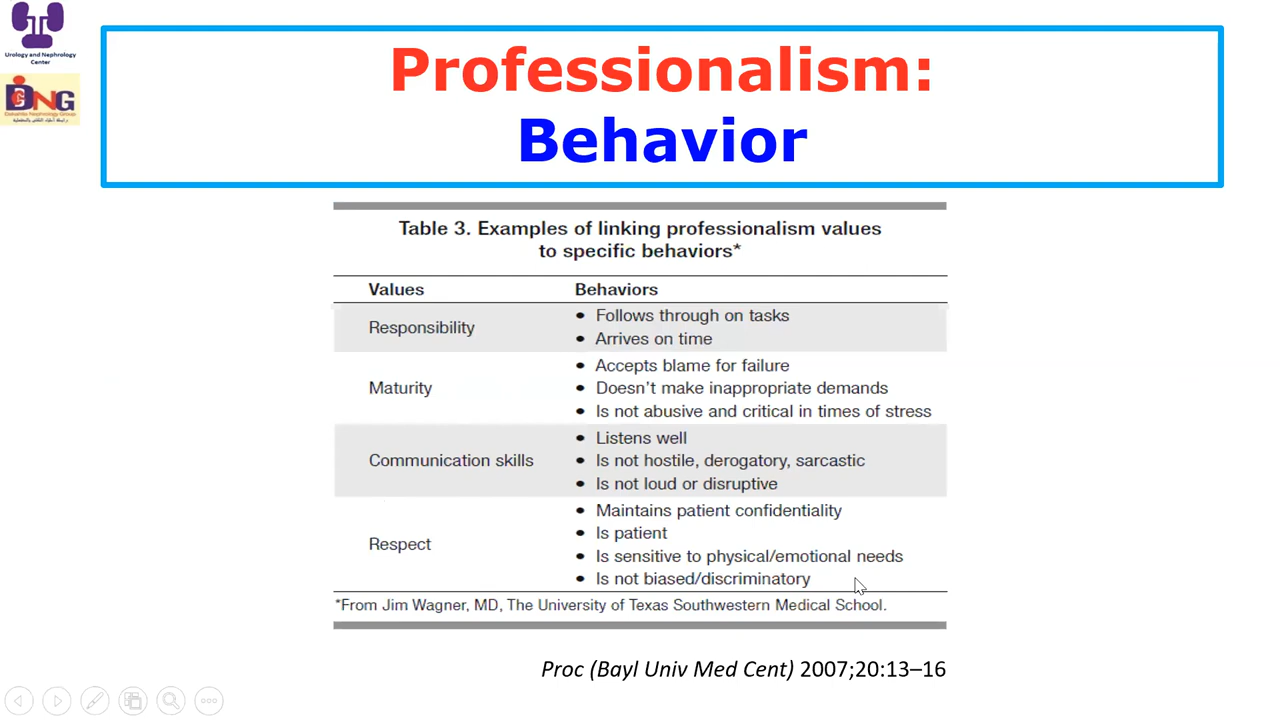 Urology and Nephrology
Center
DNG
Dakahlia Nephrology Group
Professionalism:
Behavior
Table 3. Examples of linking professionalism values
to specific behaviors*
Values Behaviors
Responsibility
• Follows through on tasks
• Arrives on time
Maturity
• Accepts blame for failure
• Doesn't make inappropriate demands
• Is not abusive and critical in times of stress
Communication skills
• Listens well
• Is not hostile, derogatory, sarcastic
• Is not loud or disruptive
Respect
• Maintains patient confidentiality
• Is patient
• Is sensitive to physical/emotional needs
• Is not biased/discriminatory
*From Jim Wagner, MD, The University of Texas Southwestern Medical School.
Proc (Bayl Univ Med Cent) 2007;20:13–16